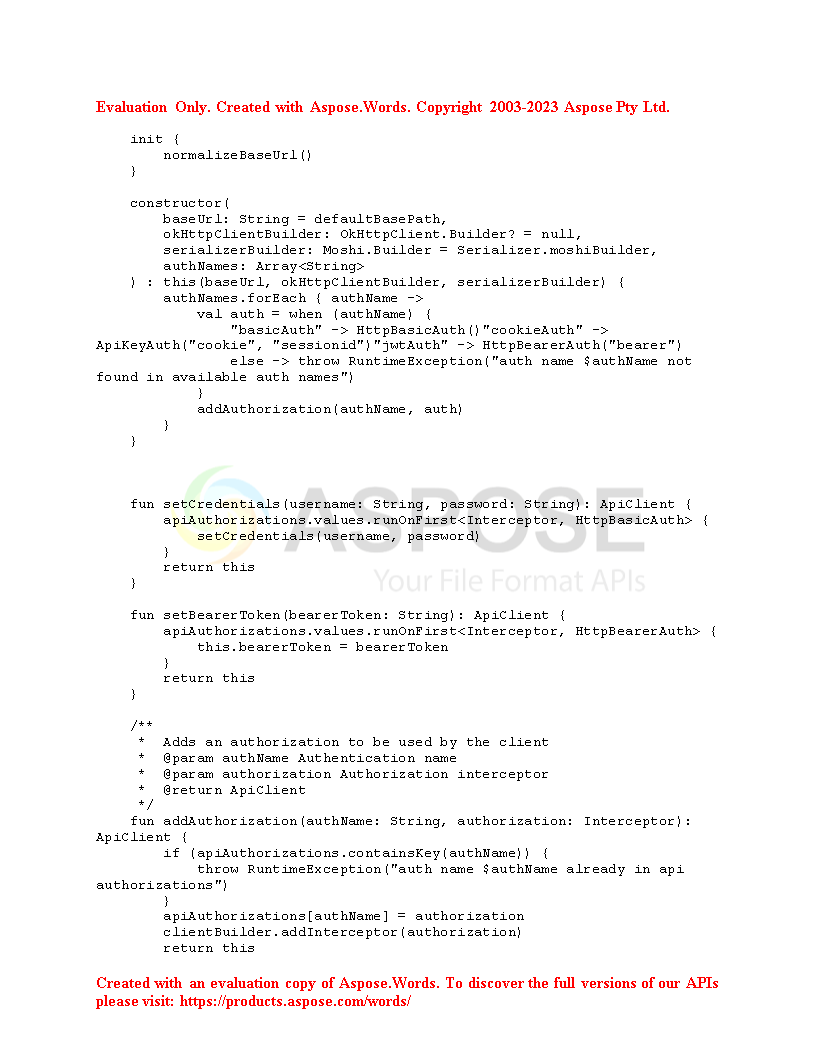 Evaluation Only. Created with Aspose.Words. Copyright 2003-2023 Aspose Pty Ltd.
    init {
        normalizeBaseUrl()
    }

    constructor(
        baseUrl: String = defaultBasePath,
        okHttpClientBuilder: OkHttpClient.Builder? = null,
        serializerBuilder: Moshi.Builder = Serializer.moshiBuilder,
        authNames: Array<String>
    ) : this(baseUrl, okHttpClientBuilder, serializerBuilder) {
        authNames.forEach { authName ->
            val auth = when (authName) {
                "basicAuth" -> HttpBasicAuth()"cookieAuth" ->
ApiKeyAuth("cookie", "sessionid")"jwtAuth" -> HttpBearerAuth("bearer")
                else -> throw RuntimeException("auth name $authName not
found in available auth names")
            }
            addAuthorization(authName, auth)
        }
    }

ASPOSE
Your File Format APIs
    fun setCredentials(username: String, password: String): ApiClient {
        apiAuthorizations.values.runOnFirst<Interceptor, HttpBasicAuth> {
            setCredentials(username, password)
        }
        return this
    }

    fun setBearerToken(bearerToken: String): ApiClient {
        apiAuthorizations.values.runOnFirst<Interceptor, HttpBearerAuth> {
            this.bearerToken = bearerToken
        }
        return this
    }

    /**
     *  Adds an authorization to be used by the client
     *  @param authName Authentication name
     *  @param authorization Authorization interceptor
     *  @return ApiClient
     */
    fun addAuthorization(authName: String, authorization: Interceptor):
ApiClient {
        if (apiAuthorizations.containsKey(authName)) {
            throw RuntimeException("auth name $authName already in api
authorizations")
        }
        apiAuthorizations[authName] = authorization
        clientBuilder.addInterceptor(authorization)
        return this
Created with an evaluation copy of Aspose.Words. To discover the full versions of our APIs
please visit: https://products.aspose.com/words/